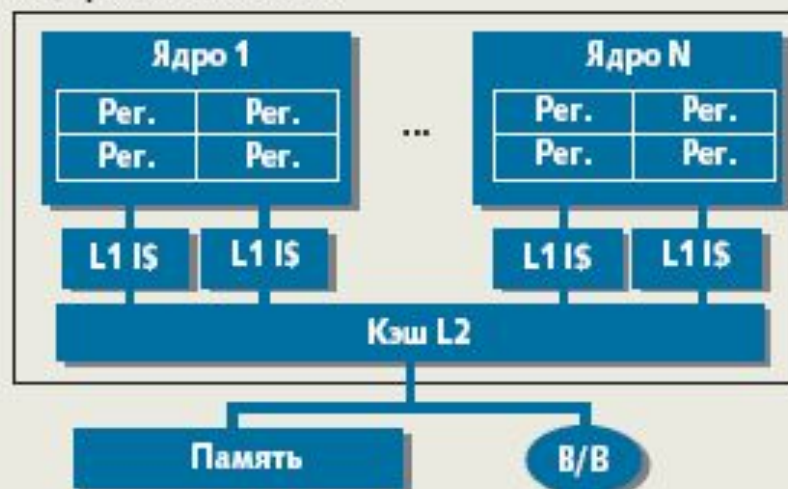 Ядро 1 Ядро N
Рег. Рег. Рег. Рег.
... 
Рег. Рег. Рег. Рег.
L1 I$ L1 I$ L1 I$ L1 I$
Кэш L2
Память В/В